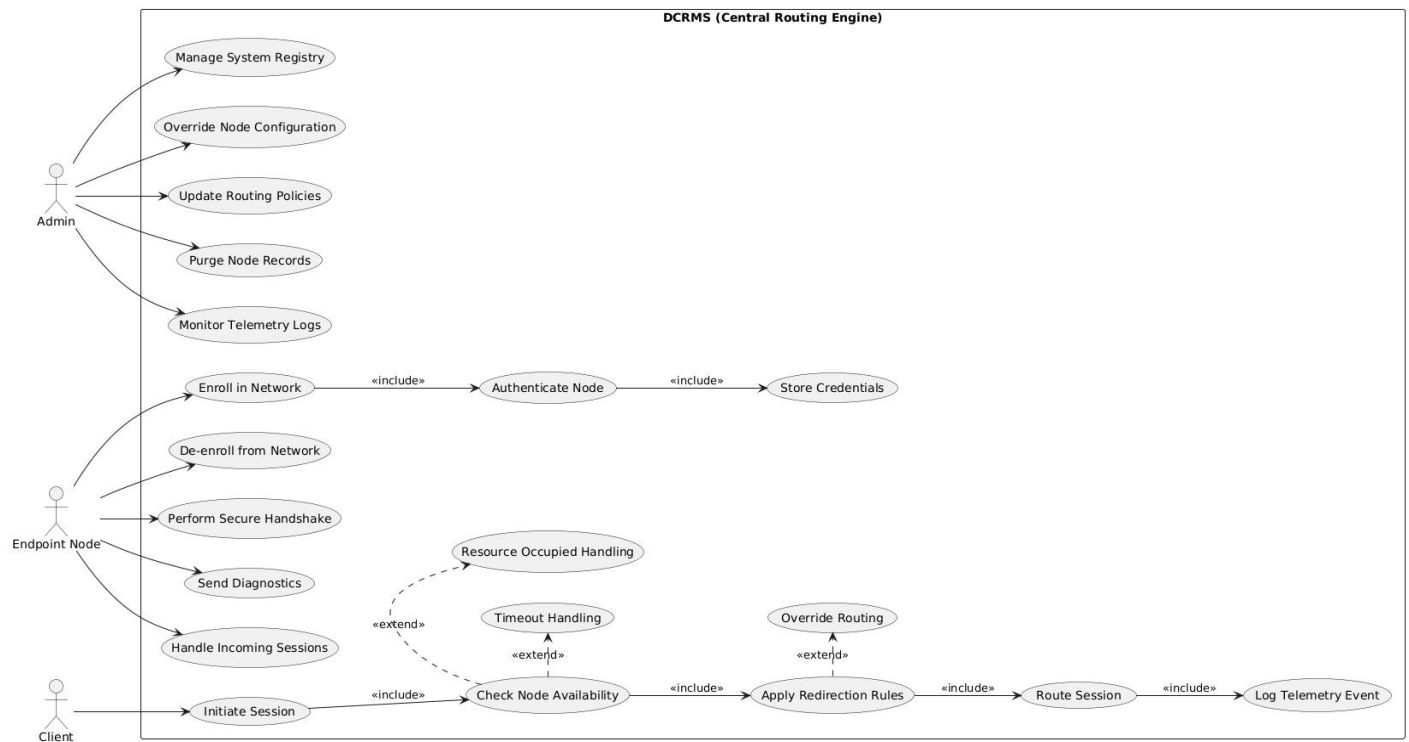 DCRMS (Central Routing Engine)
Manage System Registry
Override Node Configuration
Update Routing Policies
Admin
Purge Node Records
Monitor Telemetry Logs
Enroll in Network
«include»
Authenticate Node
«include»
Store Credentials
De-enroll from Network
Perform Secure Handshake
Endpoint Node
Resource Occupied Handling
Send Diagnostics
«extend»
Timeout Handling
Override Routing
Handle Incoming Sessions
«extend»
«extend»
Client
Initiate Session
«include»
Check Node Availability
«include»
Apply Redirection Rules
«include»
Route Session
«include»
Log Telemetry Event